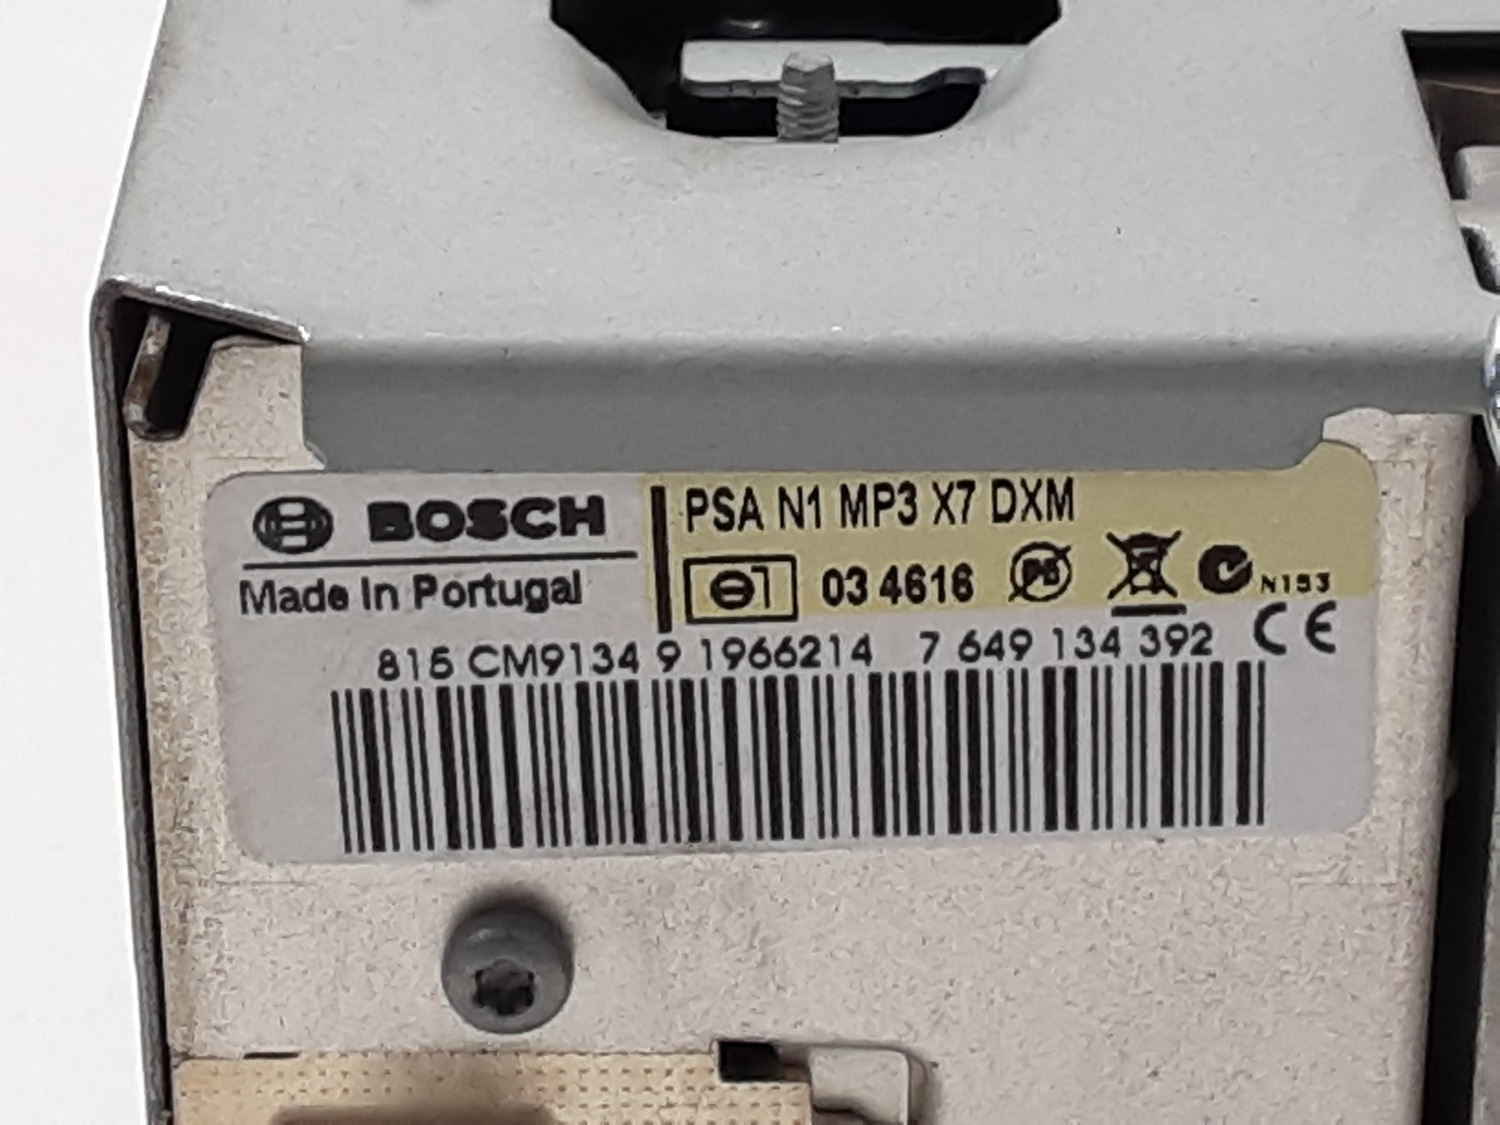 BOSCH
Made In Portugal
PSA N1 MP3 X7 DXM
03 4616 Pb N153
815 CM9134 9 1966214 7 649 134 392 CE